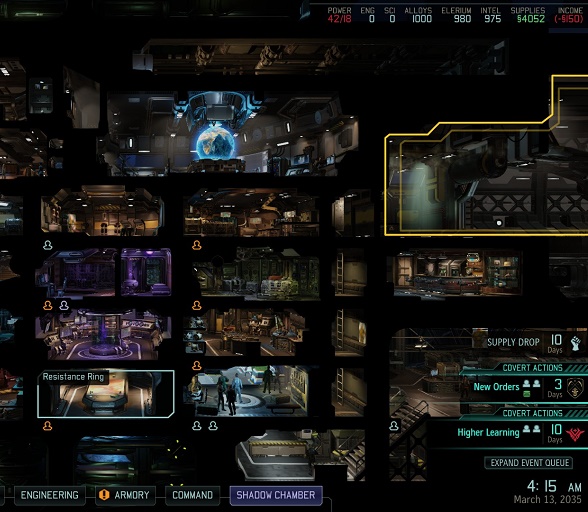 POWER ENG SCI ALLOYS ELERIUM INTEL SUPPLIES INCOME
42/18 0 0 1000 980 975 §4052 (-§150)
Resistance Ring
SUPPLY DROP 10 Days
COVERT ACTIONS
New Orders 3 Days
COVERT ACTIONS
Higher Learning 10 Days
EXPAND EVENT QUEUE
4:15 AM
March 13, 2035
ENGINEERING ARMORY COMMAND SHADOW CHAMBER